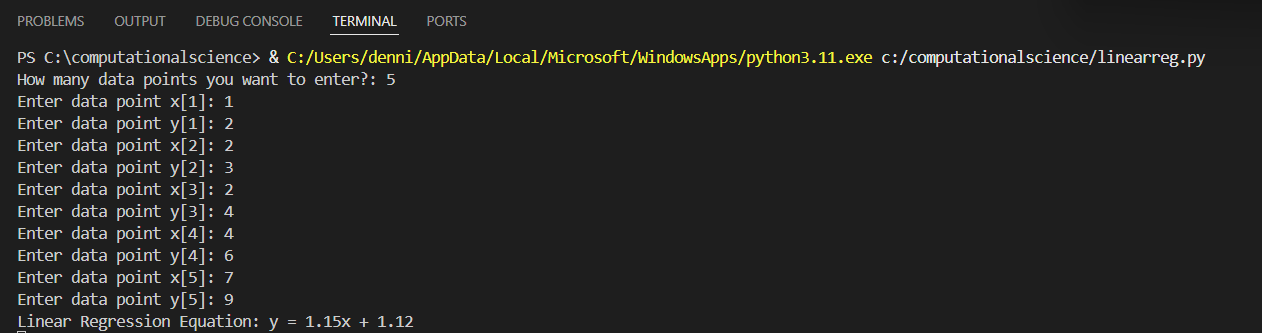 PROBLEMS OUTPUT DEBUG CONSOLE TERMINAL PORTS
PS C:\computationalscience> & C:/Users/denni/AppData/Local/Microsoft/WindowsApps/python3.11.exe c:/computationalscience/linearreg.py
How many data points you want to enter?: 5
Enter data point x[1]: 1
Enter data point y[1]: 2
Enter data point x[2]: 2
Enter data point y[2]: 3
Enter data point x[3]: 2
Enter data point y[3]: 4
Enter data point x[4]: 4
Enter data point y[4]: 6
Enter data point x[5]: 7
Enter data point y[5]: 9
Linear Regression Equation: y = 1.15x + 1.12